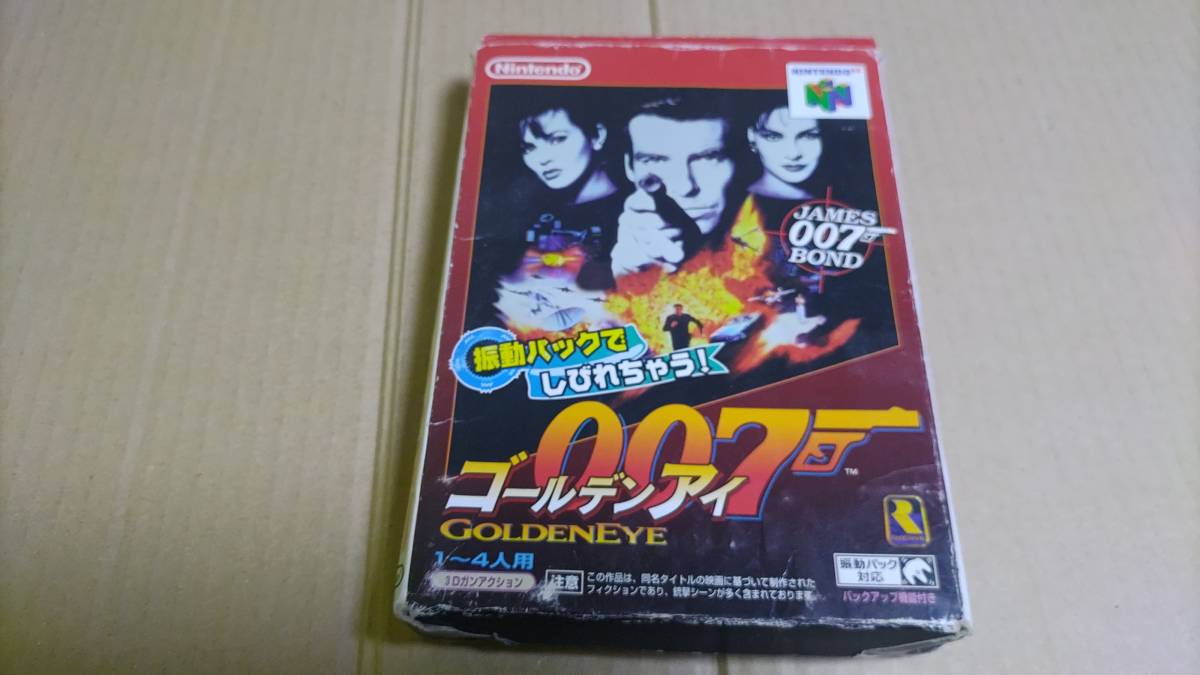 Nintendo
NINTENDO 64
JAMES
007
BOND
振動パックで
しびれちゃう!
007
TM
ゴールデンアイ
GOLDENEYE
1〜4人用
3Dガンアクション
注意
この作品は、同名タイトルの映画に基づいて制作された
フィクションであり、銃撃シーンが多く含まれております。
振動パック
対応
バックアップ機能付き